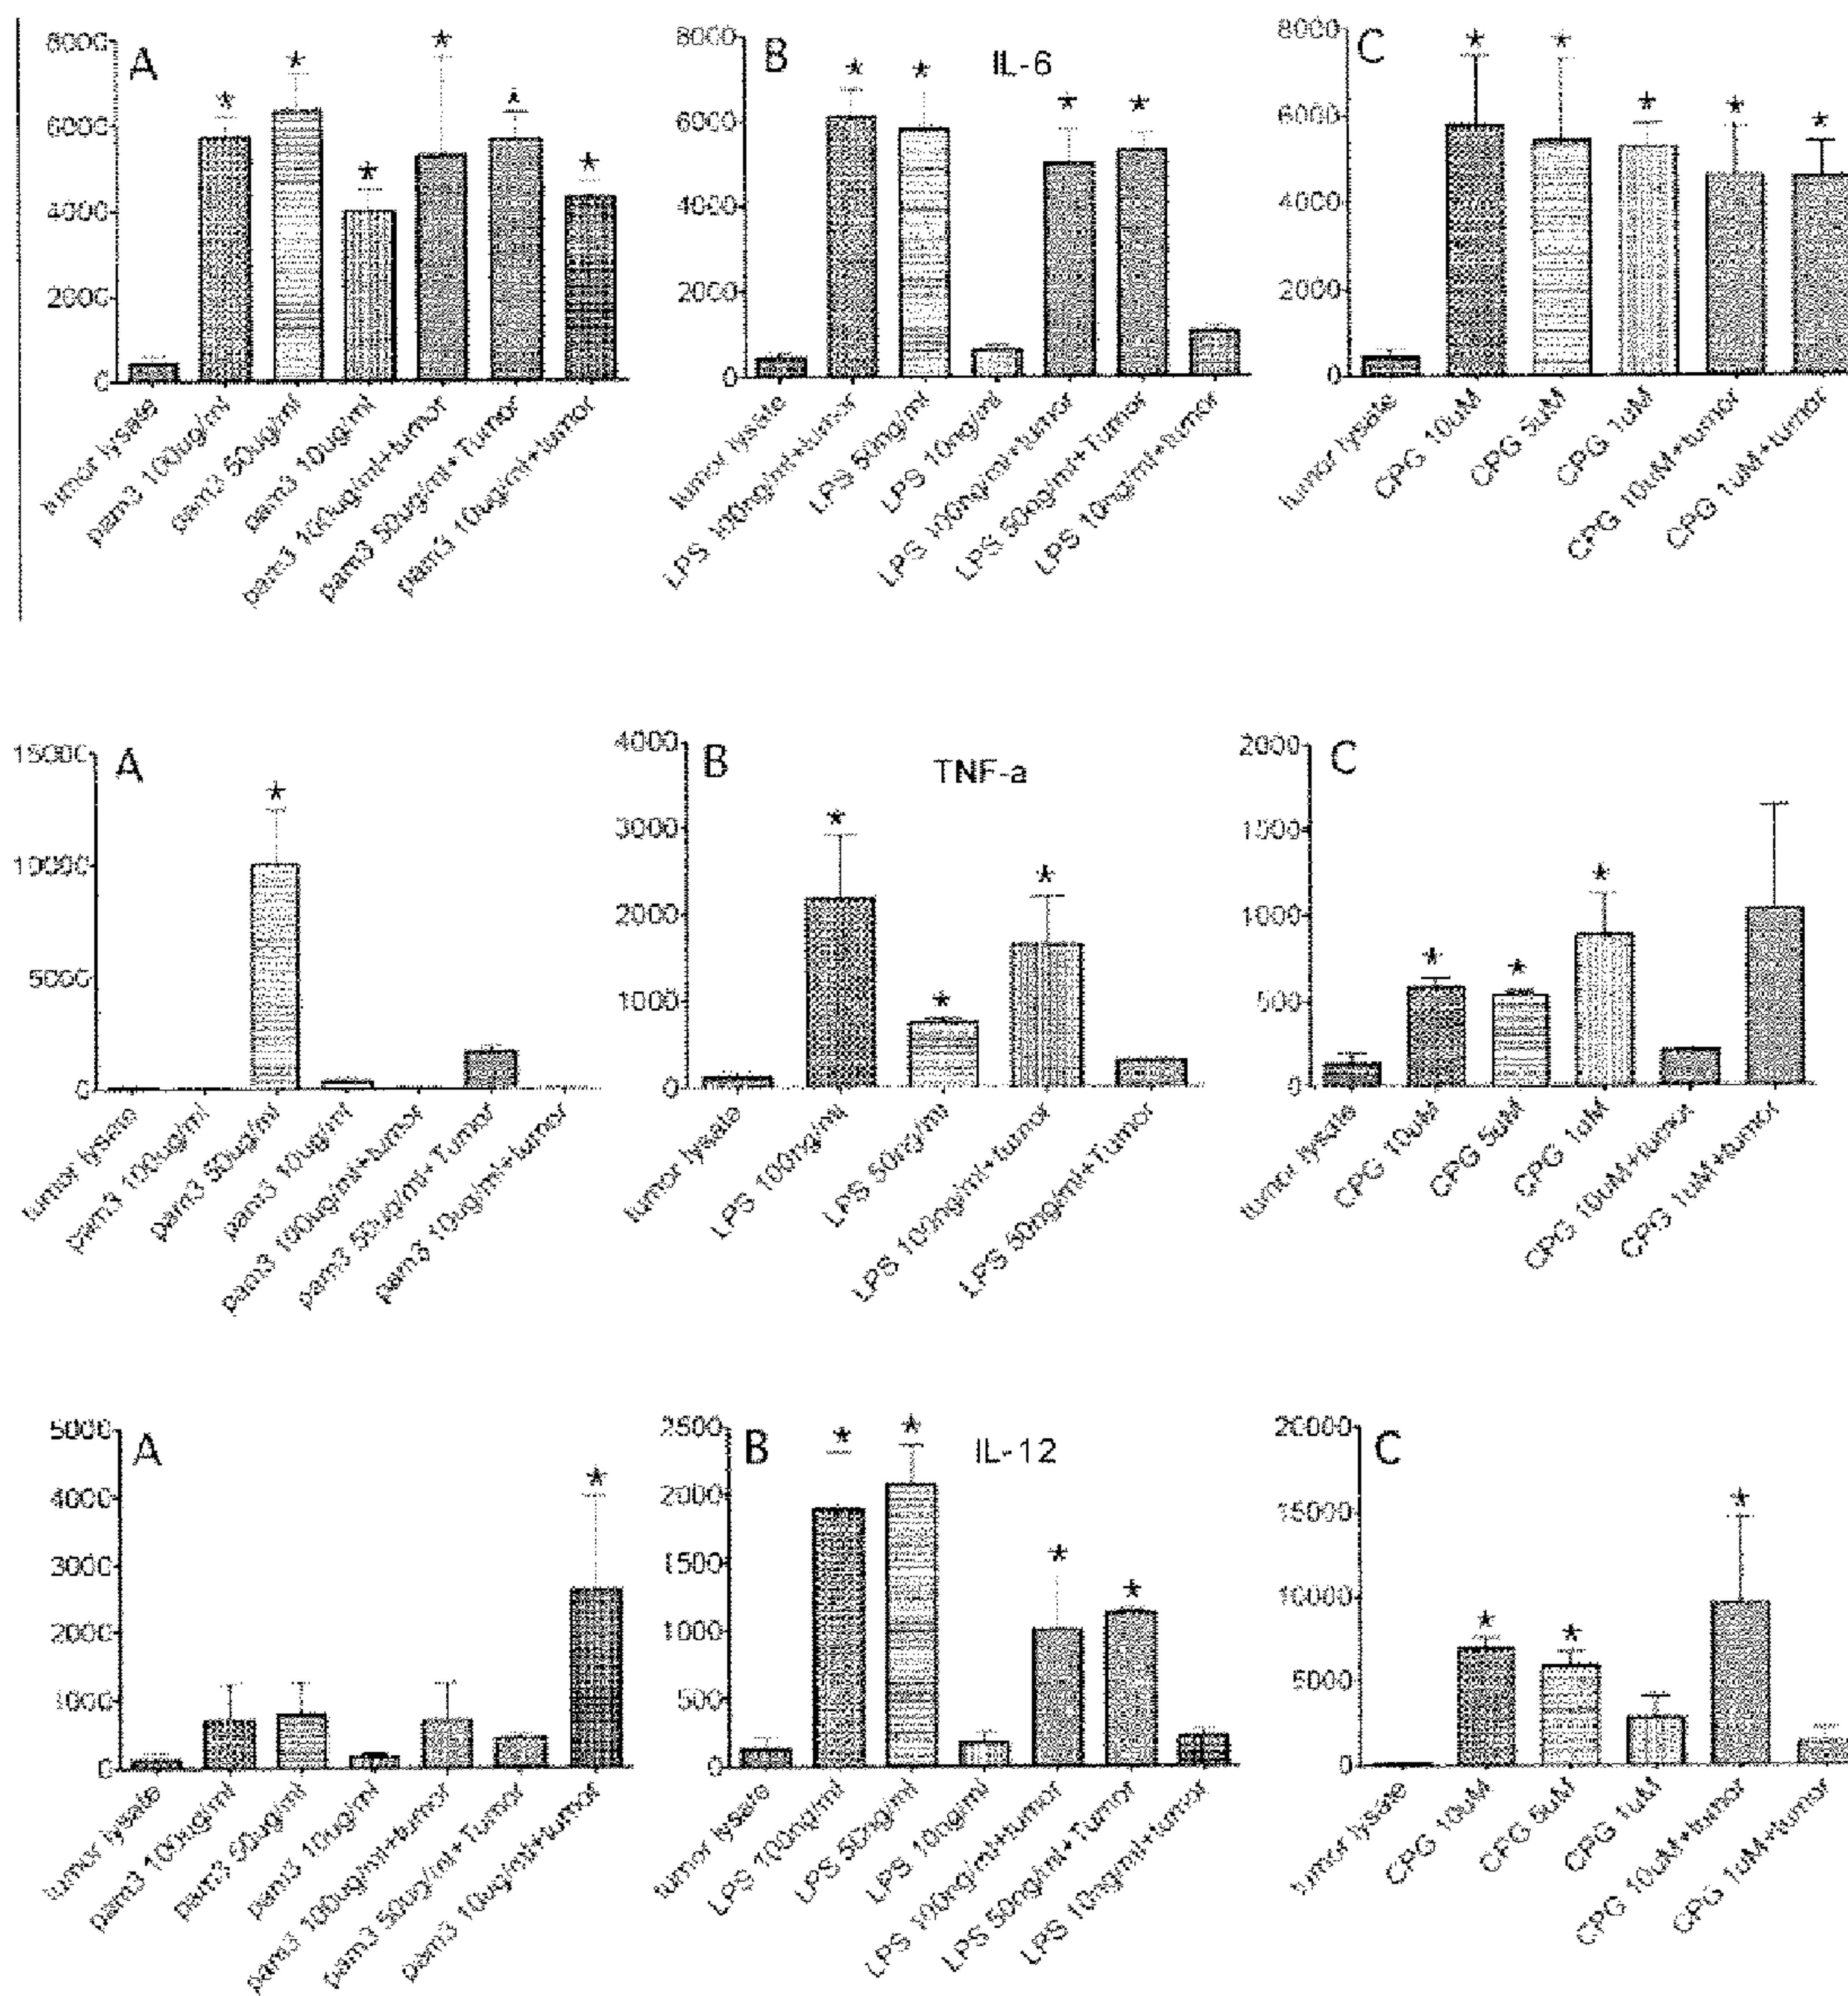 A
8000
6000
4000
2000
0
tumor lysate
pam3 100ug/ml
pam3 50ug/ml
pam3 10ug/ml
pam3 100ug/ml+tumor
pam3 50ug/ml+Tumor
pam3 10ug/ml+tumor
B
IL-6
8000
6000
4000
2000
0
tumor lysate
LPS 100ng/ml+tumor
LPS 50ng/ml
LPS 10ng/ml
LPS 100ng/ml+tumor
LPS 50ng/ml+Tumor
LPS 10ng/ml+tumor
C
8000
6000
4000
2000
0
tumor lysate
CPG 10uM
CPG 5uM
CPG 1uM
CPG 10uM+tumor
CPG 1uM+tumor
A
15000
10000
5000
0
tumor lysate
pam3 100ug/ml
pam3 50ug/ml
pam3 10ug/ml
pam3 100ug/ml+tumor
pam3 50ug/ml+Tumor
pam3 10ug/ml+tumor
B
TNF-a
4000
3000
2000
1000
0
tumor lysate
LPS 100ng/ml
LPS 50ng/ml
LPS 100ng/ml+tumor
LPS 50ng/ml+Tumor
C
2000
1500
1000
500
0
tumor lysate
CPG 10uM
CPG 5uM
CPG 1uM
CPG 10uM+tumor
CPG 1uM+tumor
A
5000
4000
3000
2000
1000
0
tumor lysate
pam3 100ug/ml
pam3 50ug/ml
pam3 10ug/ml
pam3 100ug/ml+tumor
pam3 50ug/ml+Tumor
pam3 10ug/ml+tumor
B
IL-12
2500
2000
1500
1000
500
0
tumor lysate
LPS 100ng/ml
LPS 50ng/ml
LPS 10ng/ml
LPS 100ng/ml+tumor
LPS 50ng/ml+Tumor
LPS 10ng/ml+tumor
C
20000
15000
10000
5000
0
tumor lysate
CPG 10uM
CPG 5uM
CPG 1uM
CPG 10uM+tumor
CPG 1uM+tumor